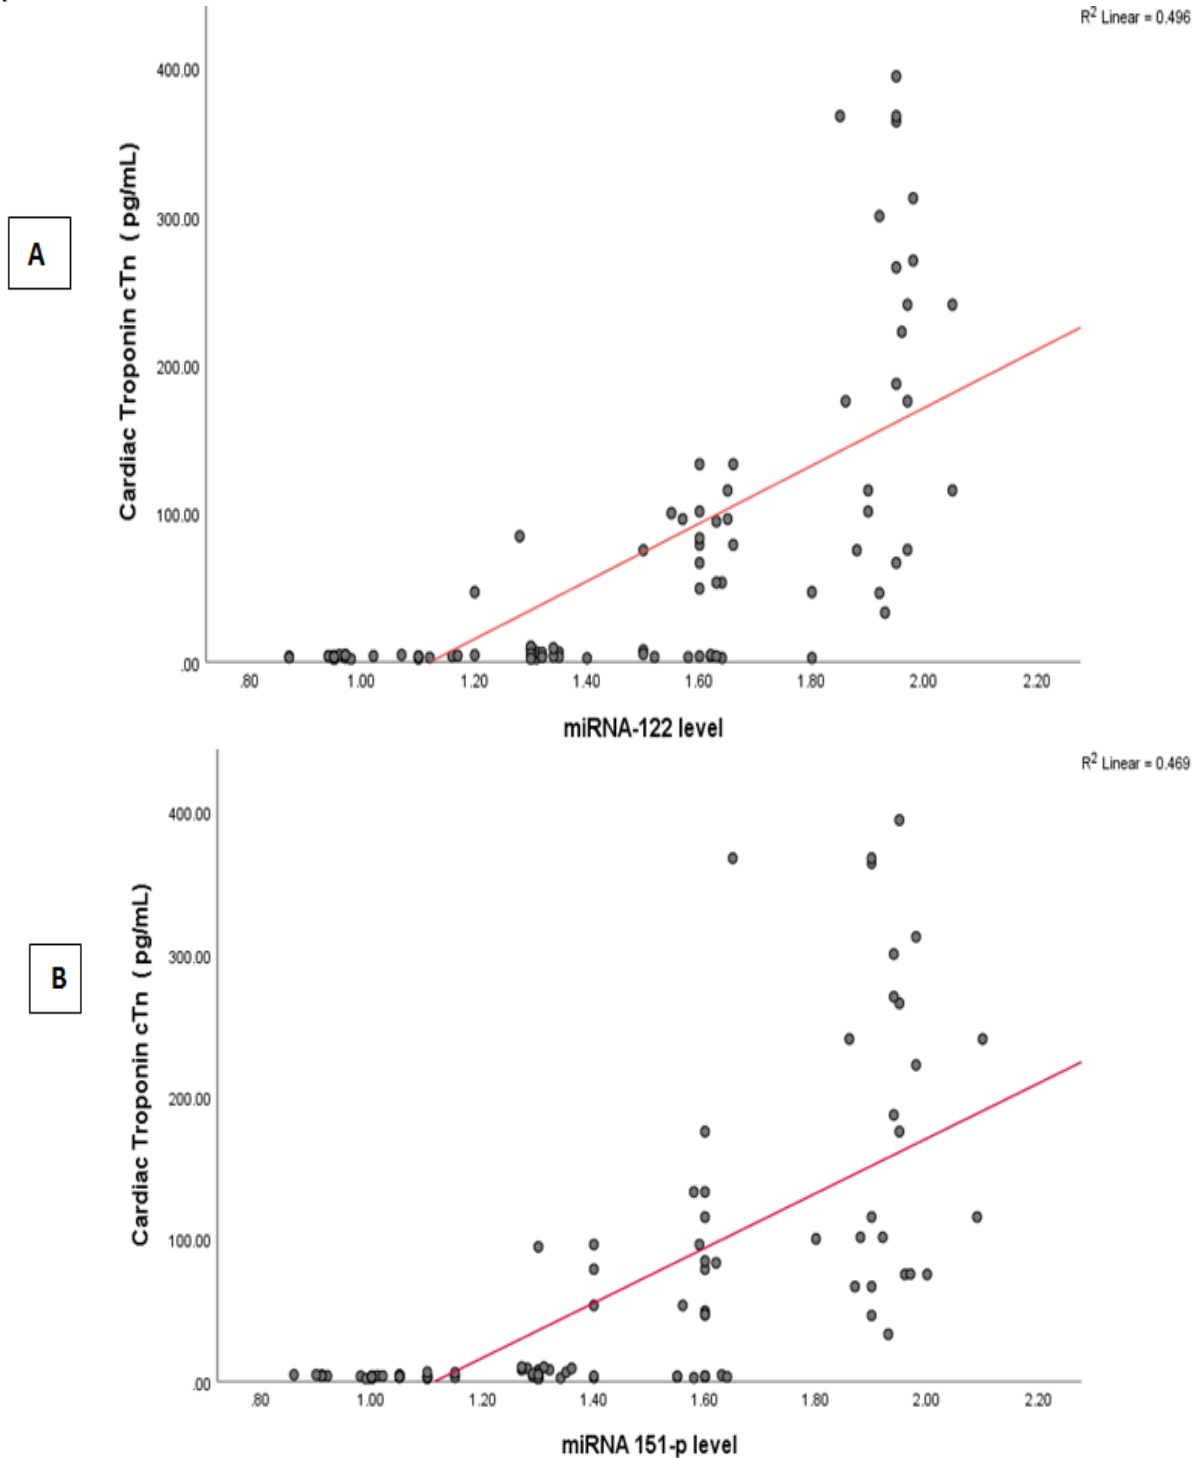 R2 Linear = 0.496
400.00
300.00
200.00
100.00
.00
Cardiac Troponin cTn ( pg/mL)
A
.80 1.00 1.20 1.40 1.60 1.80 2.00 2.20
miRNA-122 level
R2 Linear = 0.469
400.00
300.00
200.00
100.00
.00
Cardiac Troponin cTn ( pg/mL)
B
.80 1.00 1.20 1.40 1.60 1.80 2.00 2.20
miRNA 151-p level